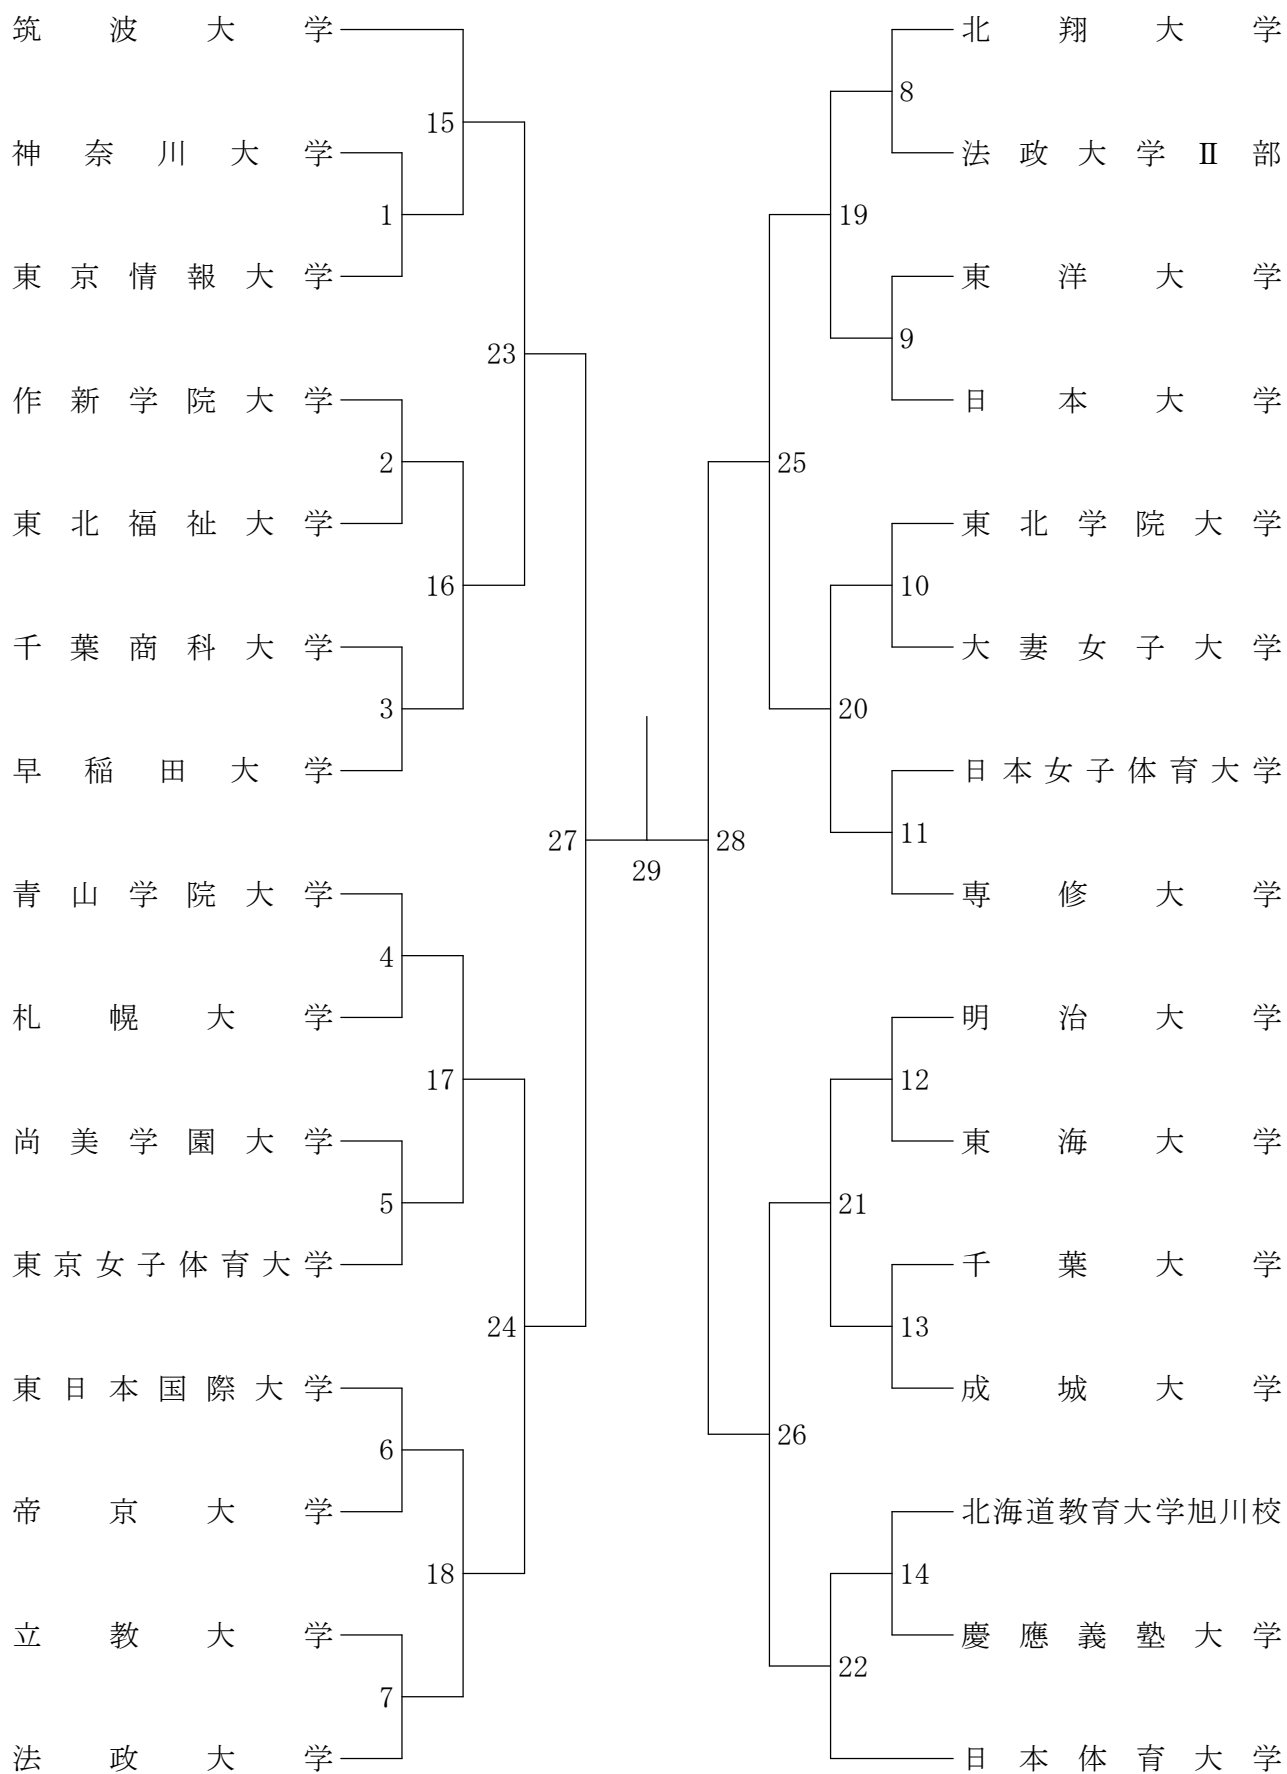 筑波大学
15
神奈川大学
1
東京情報大学
23
作新学院大学
2
東北福祉大学
16
千葉商科大学
3
早稲田大学
27
青山学院大学
4
札幌大学
17
尚美学園大学
5
東京女子体育大学
24
東日本国際大学
6
帝京大学
18
立教大学
7
法政大学
29
北翔大学
8
法政大学Ⅱ部
19
東洋大学
9
日本大学
25
東北学院大学
10
大妻女子大学
20
日本女子体育大学
11
専修大学
28
明治大学
12
東海大学
21
千葉大学
13
成城大学
26
北海道教育大学旭川校
14
慶應義塾大学
22
日本体育大学